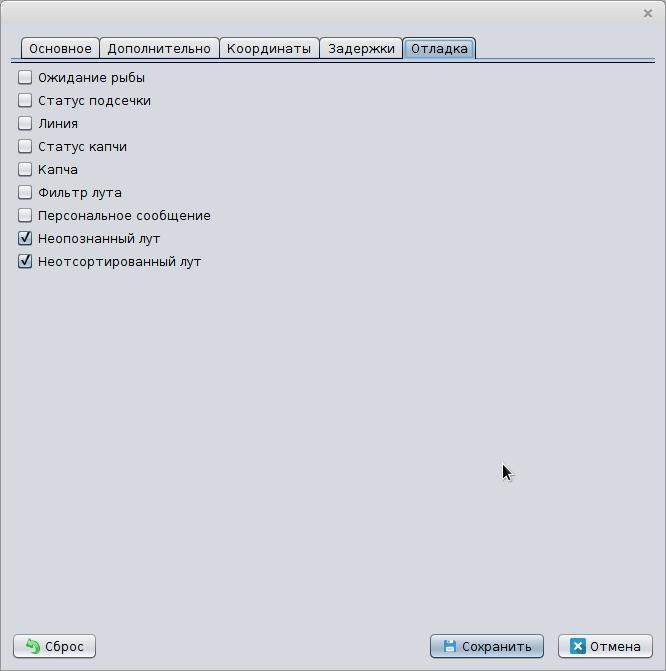 Основное Дополнительно Координаты Задержки Отладка
Ожидание рыбы
Статус подсечки
Линия
Статус капчи
Капча
Фильтр лута
Персональное сообщение
Неопознанный лут
Неотсортированный лут
Сброс Сохранить Отмена